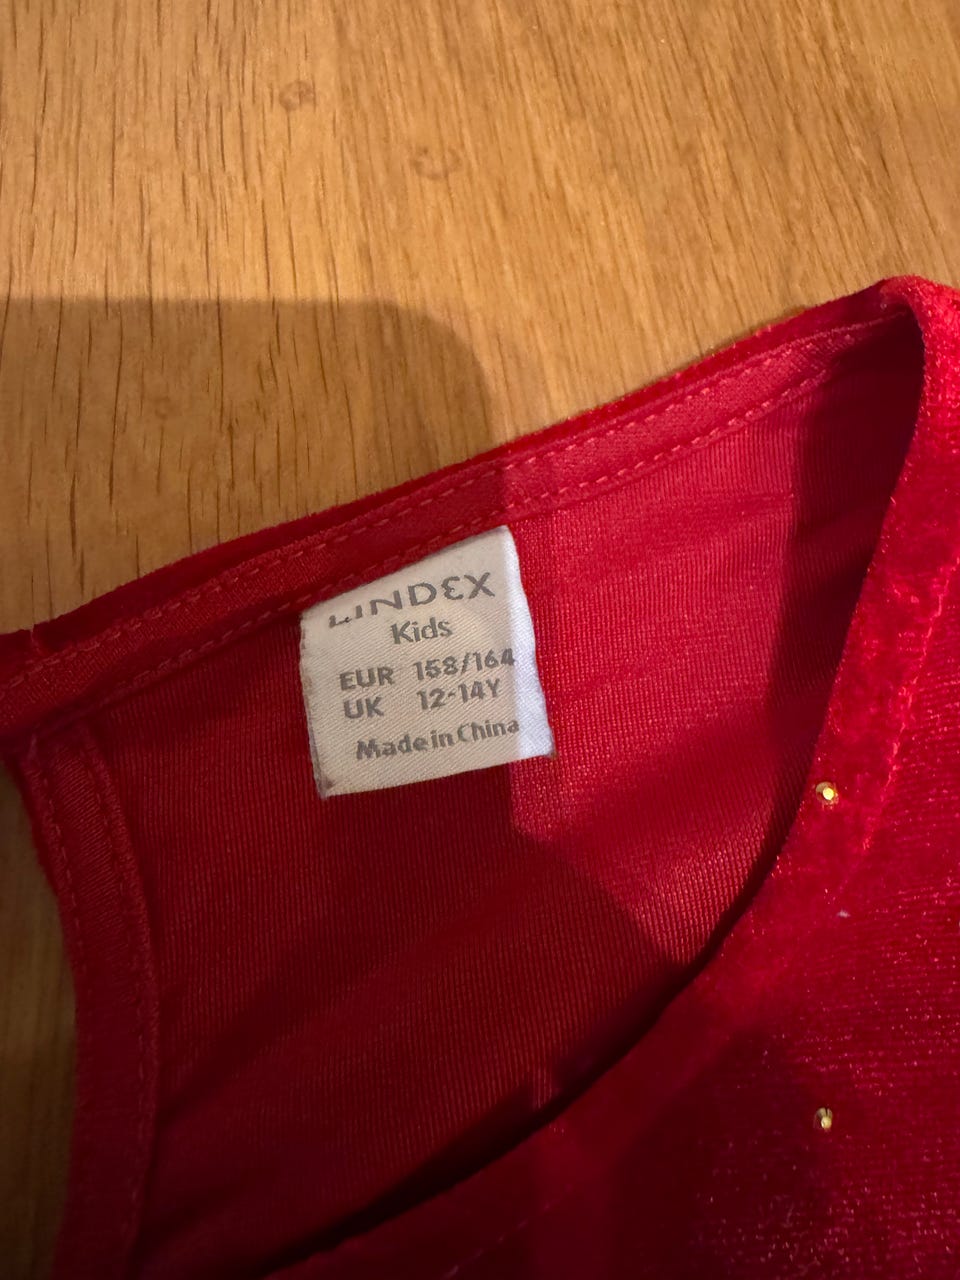 LINDEX
Kids
EUR 158/164
UK 12-14Y
Made in China